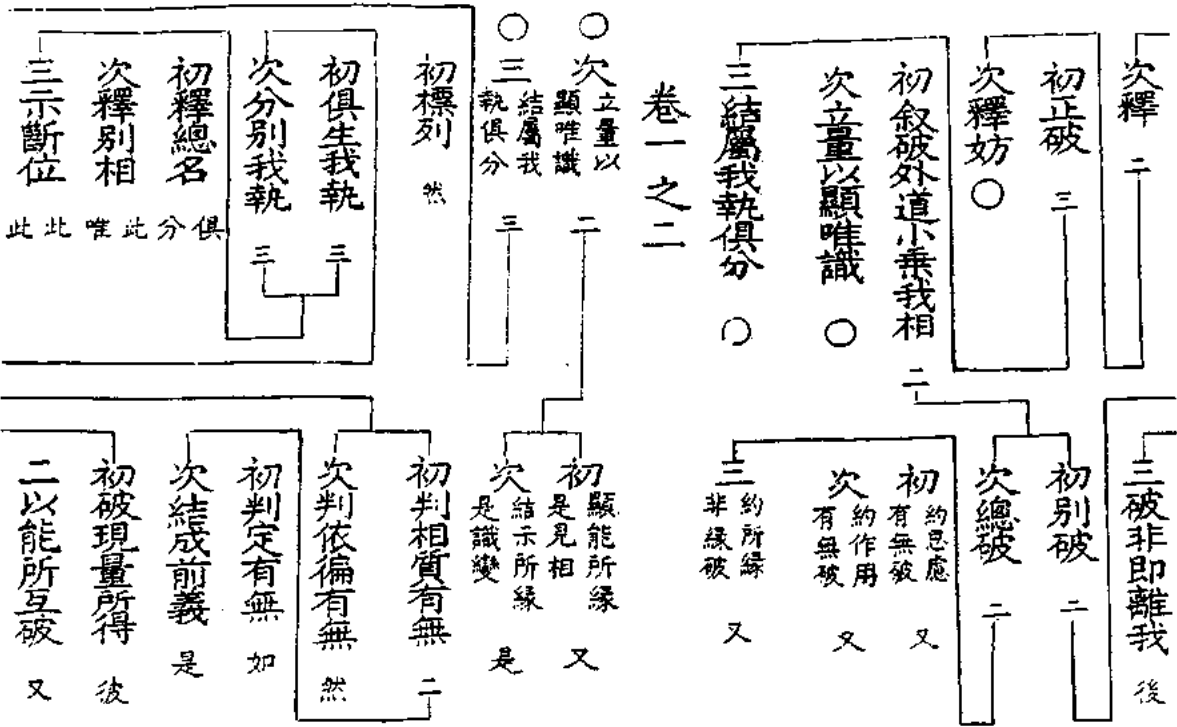 次釋 二
初正破 三
次釋妨 ○
初叙破外道小乘我相 二
次立量以顯唯識 ○
三結屬我執俱分 ○
三破非即離我 後
初別破 二
次總破 二
初約思慮有無破 又
次約作用有無破 又
三約所緣非緣破 又
卷一之二
○次立量以顯唯識 二
○三結屬我執俱分 三
初標列 然
初俱生我執 三
次分別我執 三
初釋總名 俱 分
次釋別相 此 唯
三示斷位 此 此
初顯能所緣是見相 又
次結示所緣是識變 是
初判相質有無 二
次判依徧有無 然
初判定有無 如
次結成前義 是
初破現量所得 彼
二以能所互破 又